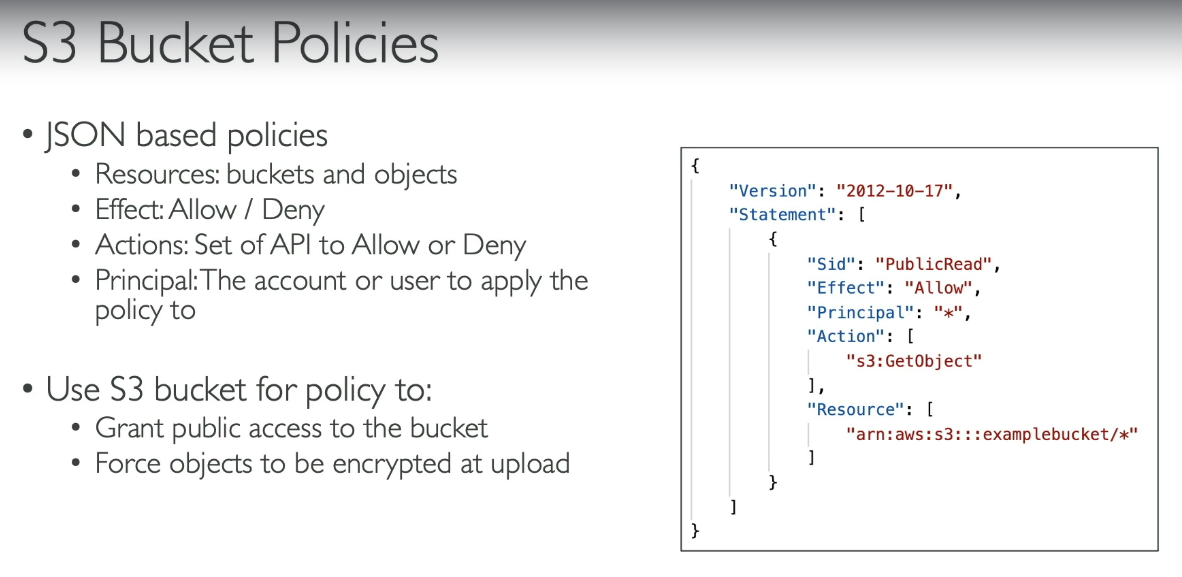 S3 Bucket Policies
• JSON based policies
• Resources: buckets and objects
• Effect: Allow / Deny
• Actions: Set of API to Allow or Deny
• Principal: The account or user to apply the
policy to
• Use S3 bucket for policy to:
• Grant public access to the bucket
• Force objects to be encrypted at upload
{
"Version": "2012-10-17",
"Statement": [
{
"Sid": "PublicRead",
"Effect": "Allow",
"Principal": "*",
"Action": [
"s3:GetObject"
],
"Resource": [
"arn:aws:s3:::examplebucket/*"
]
}
]
}